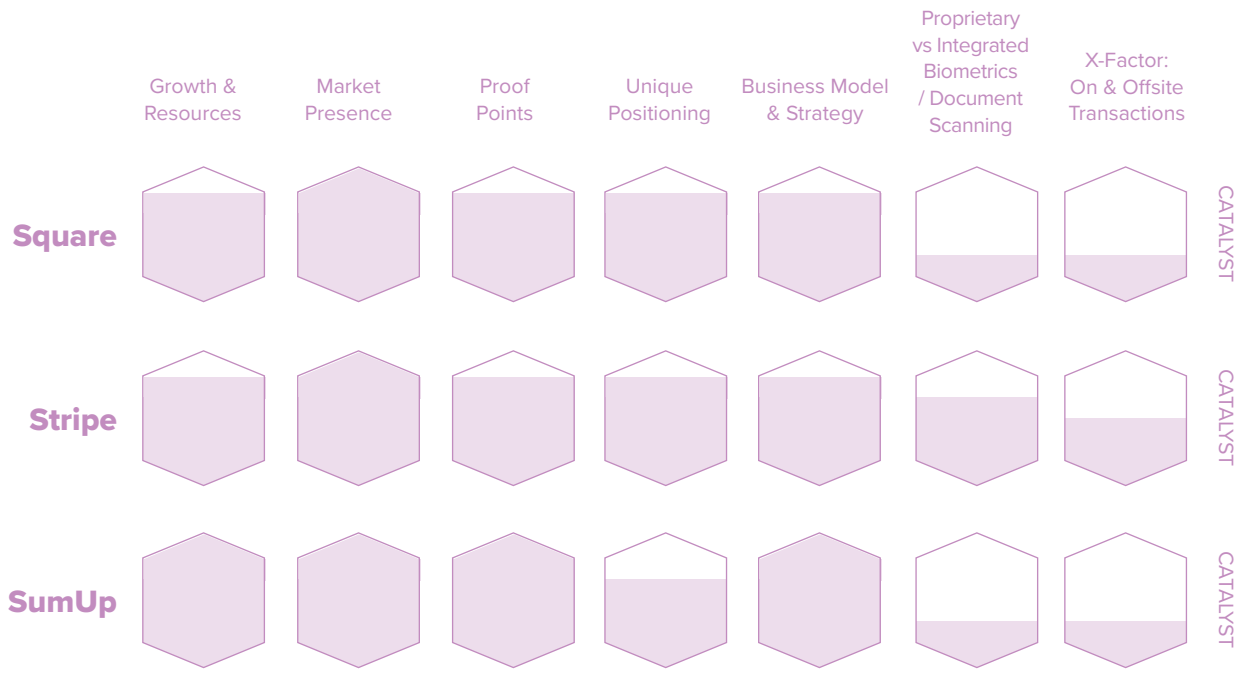 Growth &
Resources
Market
Presence
Proof
Points
Unique
Positioning
Business Model
& Strategy
Proprietary
vs Integrated
Biometrics
/ Document
Scanning
X-Factor:
On & Offsite
Transactions
Square
CATALYST
Stripe
CATALYST
SumUp
CATALYST